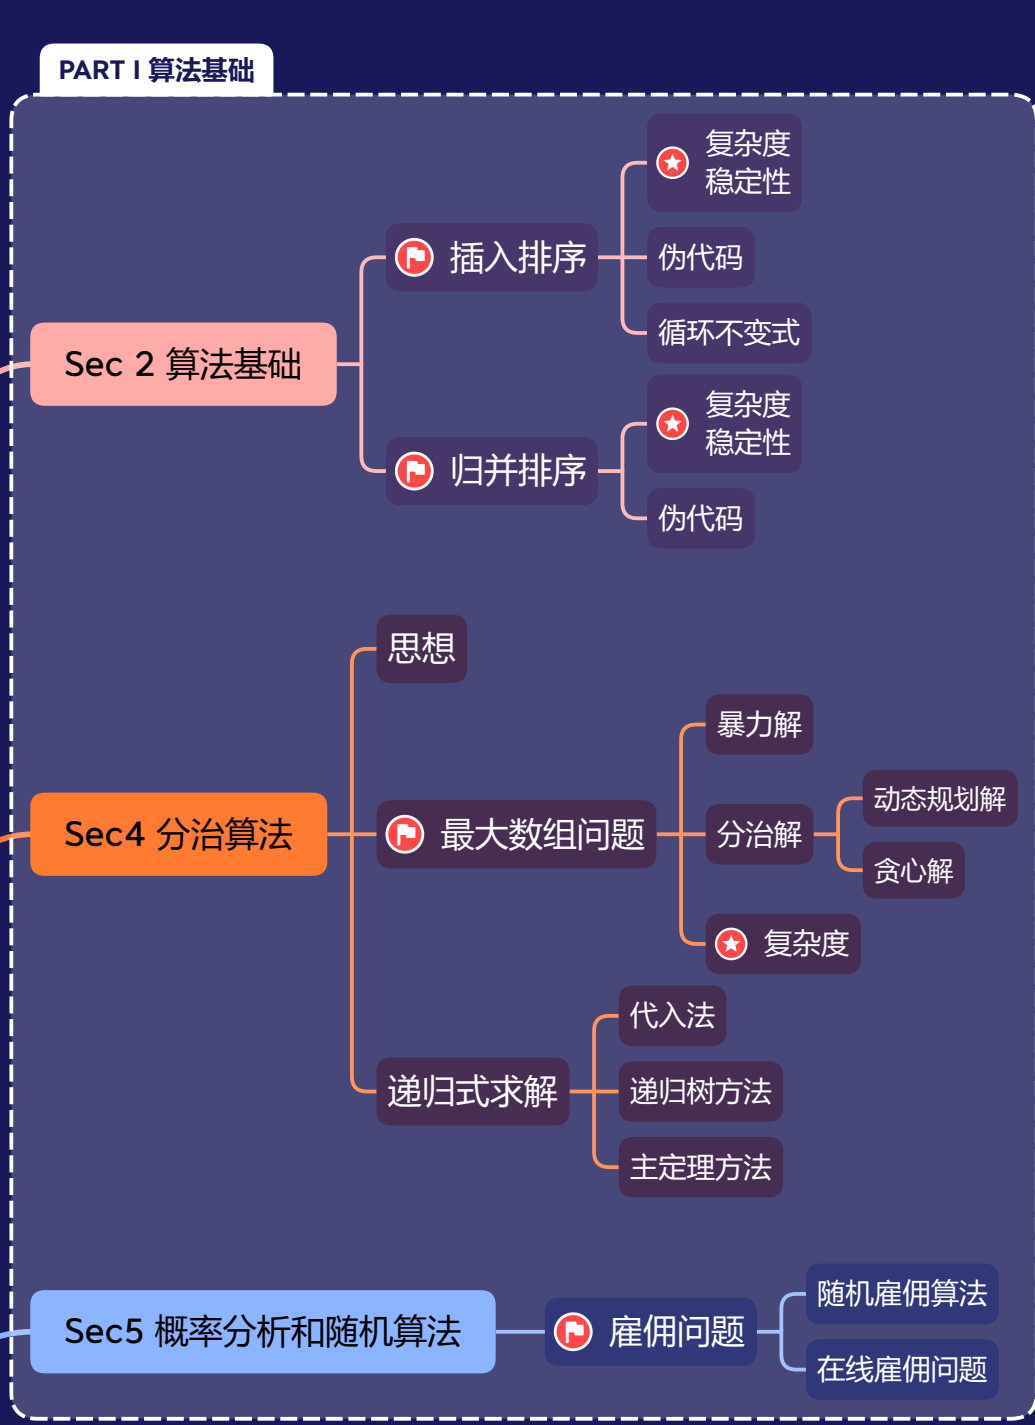 PART I 算法基础
Sec 2 算法基础
插入排序
复杂度
稳定性
伪代码
循环不变式
归并排序
复杂度
稳定性
伪代码
Sec4 分治算法
思想
最大数组问题
暴力解
分治解
动态规划解
贪心解
复杂度
递归式求解
代入法
递归树方法
主定理方法
Sec5 概率分析和随机算法
雇佣问题
随机雇佣算法
在线雇佣问题